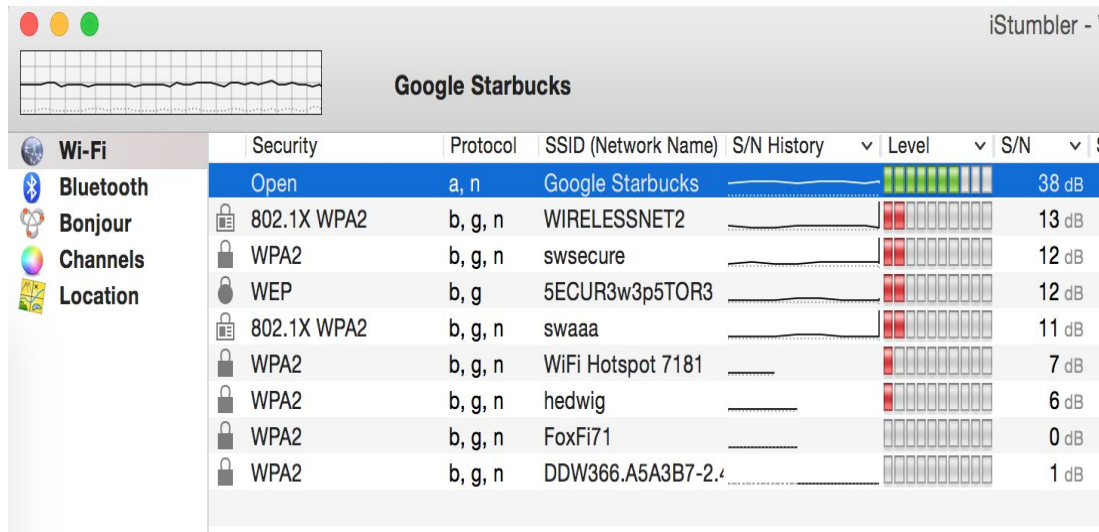 iStumbler -
Google Starbucks
Wi-Fi
Bluetooth
Bonjour
Channels
Location
Security Protocol SSID (Network Name) S/N History Level S/N
Open a, n Google Starbucks 38 dB
802.1X WPA2 b, g, n WIRELESSNET2 13 dB
WPA2 b, g, n swsecure 12 dB
WEP b, g 5ECUR3w3p5TOR3 12 dB
802.1X WPA2 b, g, n swaaa 11 dB
WPA2 b, g, n WiFi Hotspot 7181 7 dB
WPA2 b, g, n hedwig 6 dB
WPA2 b, g, n FoxFi71 0 dB
WPA2 b, g, n DDW366.A5A3B7-2.4 1 dB